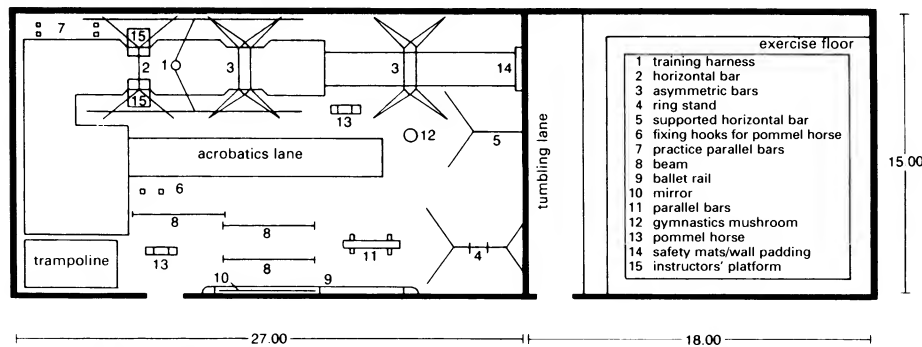 7
15
2
1
3
3
14
15
13
12
5
acrobatics lane
6
8
8
8
trampoline
13
11
4
10
9
tumbling lane
exercise floor
1 training harness
2 horizontal bar
3 asymmetric bars
4 ring stand
5 supported horizontal bar
6 fixing hooks for pommel horse
7 practice parallel bars
8 beam
9 ballet rail
10 mirror
11 parallel bars
12 gymnastics mushroom
13 pommel horse
14 safety mats/wall padding
15 instructors' platform
15.00
27.00
18.00